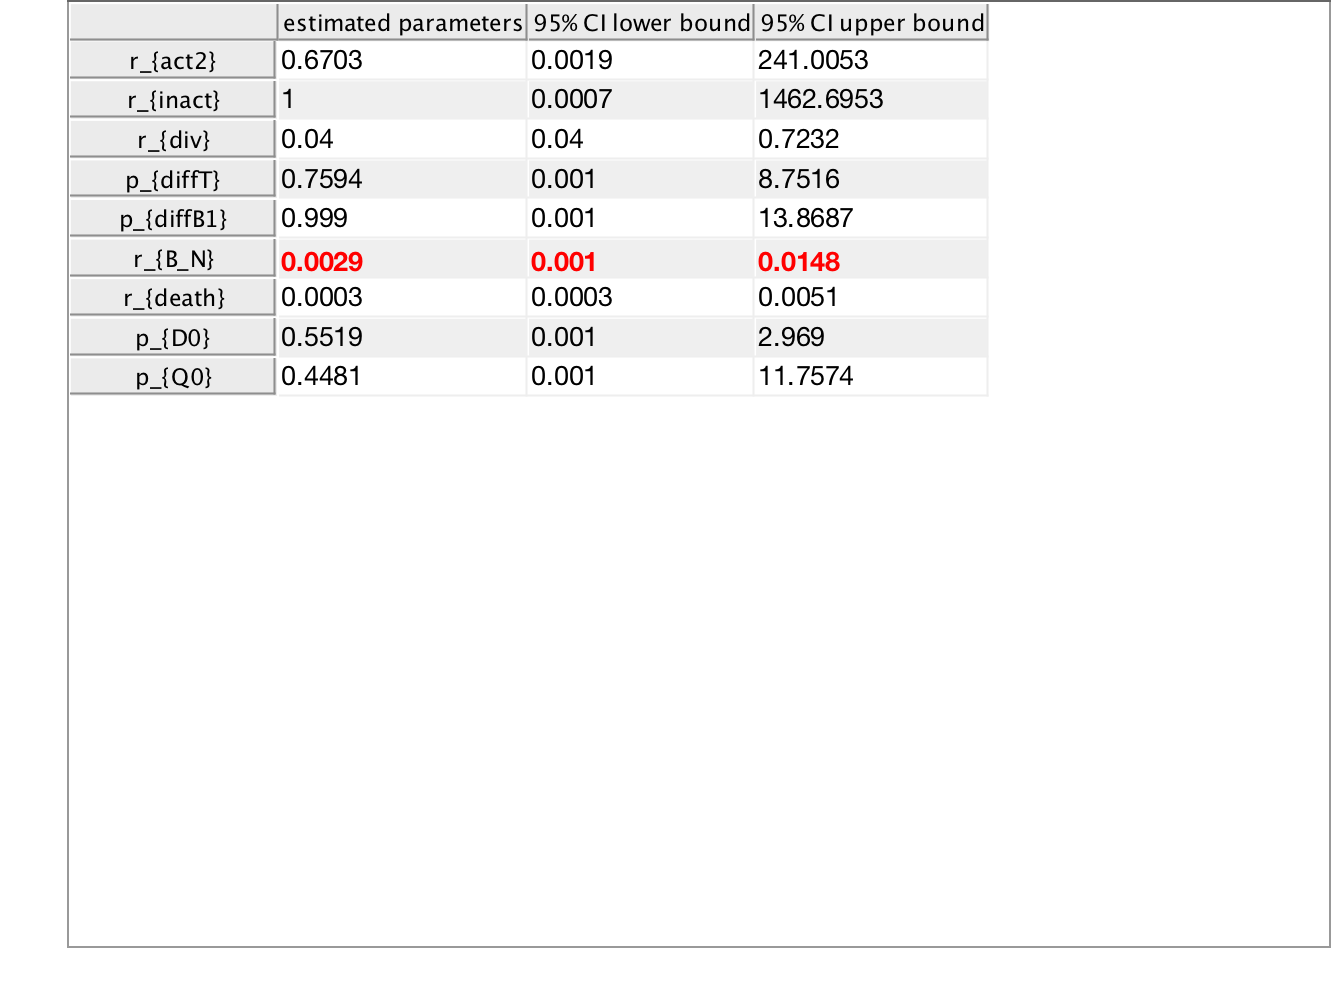 estimated parameters 95% CI lower bound 95% CI upper bound
r_{act2} 0.6703 0.0019 241.0053
r_{inact} 1 0.0007 1462.6953
r_{div} 0.04 0.04 0.7232
p_{diffT} 0.7594 0.001 8.7516
p_{diffB1} 0.999 0.001 13.8687
r_{B_N} 0.0029 0.001 0.0148
r_{death} 0.0003 0.0003 0.0051
p_{D0} 0.5519 0.001 2.969
p_{Q0} 0.4481 0.001 11.7574